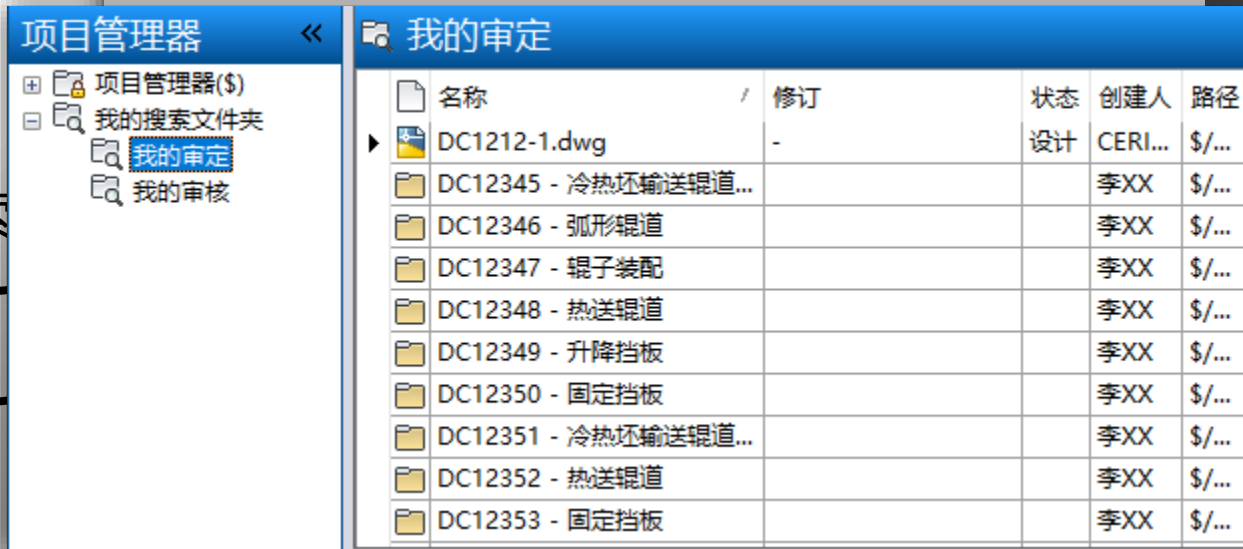 项目管理器 «
项目管理器($)
我的搜索文件夹
我的审定
我的审核
我的审定
名称 / 修订 状态 创建人 路径
DC1212-1.dwg - 设计 CERI... $/...
DC12345 - 冷热坯输送辊道... 李XX $/...
DC12346 - 弧形辊道 李XX $/...
DC12347 - 辊子装配 李XX $/...
DC12348 - 热送辊道 李XX $/...
DC12349 - 升降挡板 李XX $/...
DC12350 - 固定挡板 李XX $/...
DC12351 - 冷热坯输送辊道... 李XX $/...
DC12352 - 热送辊道 李XX $/...
DC12353 - 固定挡板 李XX $/...